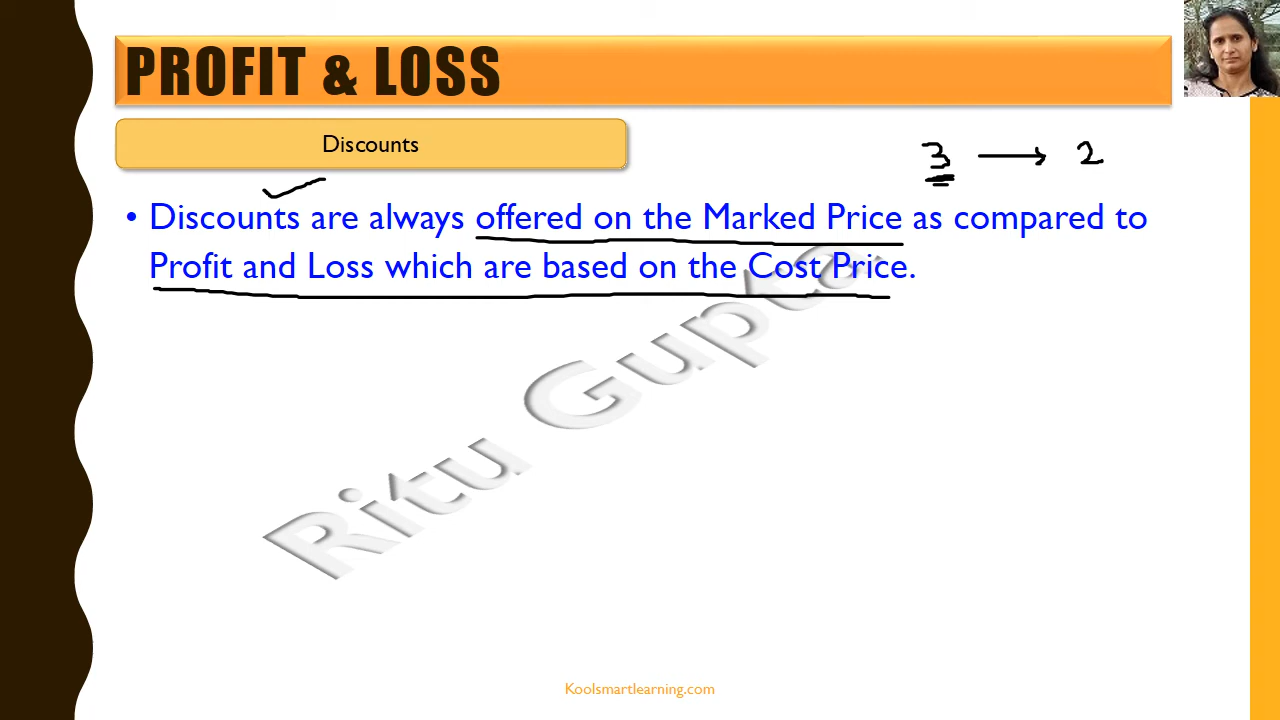 PROFIT & LOSS
Discounts
3 → 2
• Discounts are always offered on the Marked Price as compared to
Profit and Loss which are based on the Cost Price.
Ritu Gupta
Koolsmartlearning.com